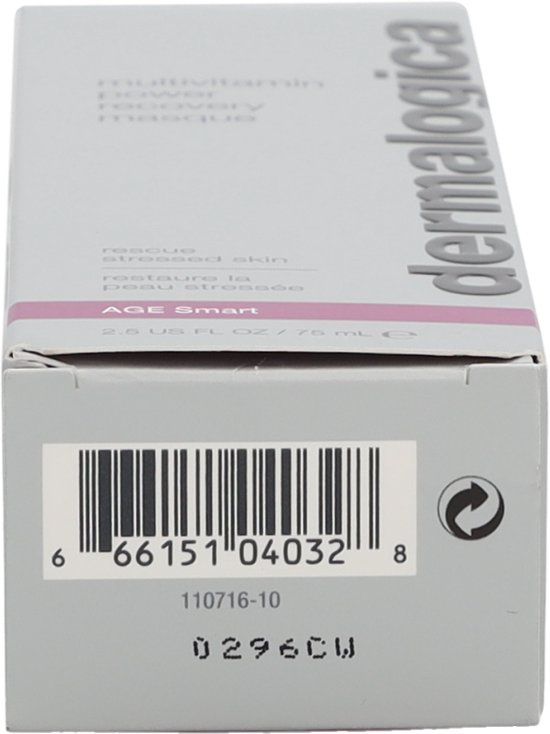 multivitamin
power
recovery
masque
dermalogica
rescue
stressed skin
restaure la
peau stressée
AGE Smart
2.5 US FL OZ / 75 mL ℮
6 66151 04032 8
110716-10
0296CW